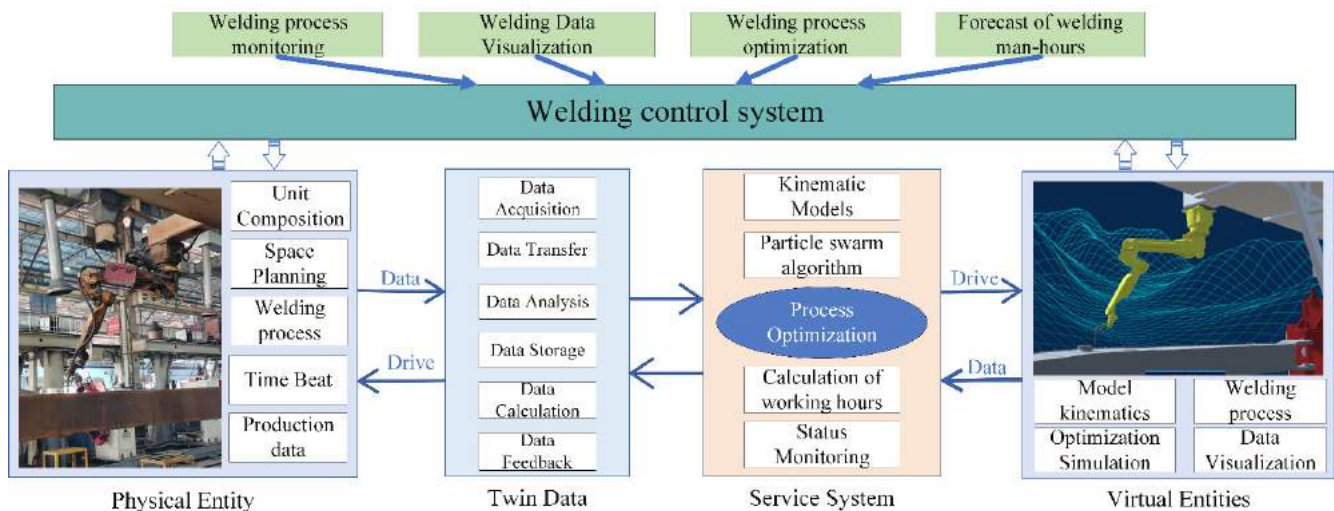 Welding process
monitoring
Welding Data
Visualization
Welding process
optimization
Forecast of welding
man-hours
Welding control system
Unit
Composition
Space
Planning
Welding
process
Time Beat
Production
data
Data
Drive
Data
Acquisition
Data Transfer
Data Analysis
Data Storage
Data
Calculation
Data
Feedback
Kinematic
Models
Particle swarm
algorithm
Process
Optimization
Calculation of
working hours
Status
Monitoring
Drive
Data
Model
kinematics
Welding
process
Optimization
Simulation
Data
Visualization
Physical Entity
Twin Data
Service System
Virtual Entities